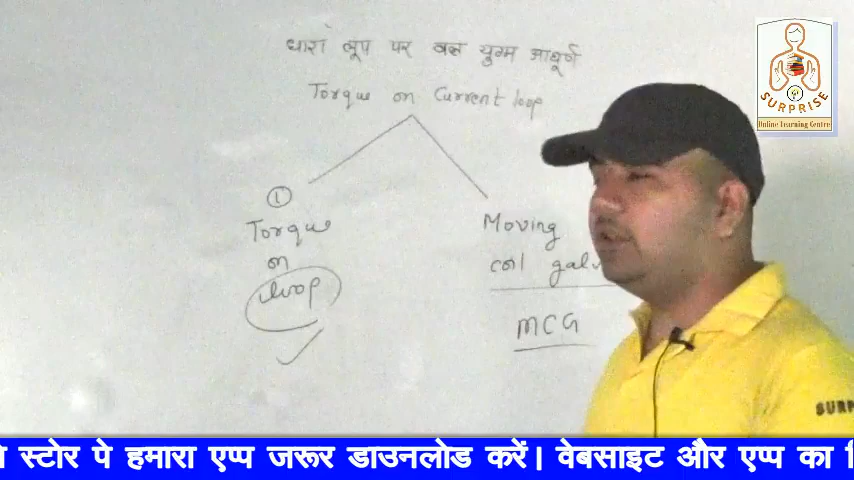 धारा लूप पर बल युग्म आघूर्ण
Torque on Current loop
①
Torque
on
loop
Moving
coil galv
MCG
SURPRISE
Online Learning Centre
SURP
स्टोर पे हमारा एप्प जरूर डाउनलोड करें। वेबसाइट और एप्प का